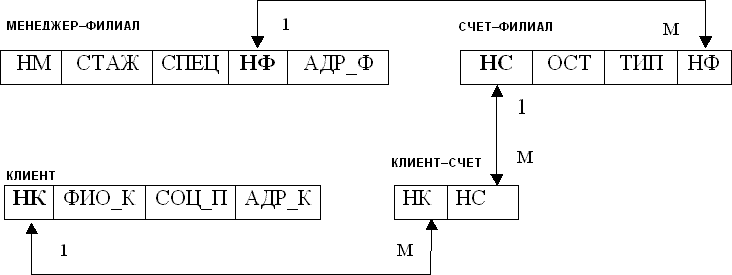 МЕНЕДЖЕР–ФИЛИАЛ 1 СЧЕТ–ФИЛИАЛ М
НМ СТАЖ СПЕЦ НФ АДР_Ф НС ОСТ ТИП НФ
1
КЛИЕНТ КЛИЕНТ–СЧЕТ М
НК ФИО_К СОЦ_П АДР_К НК НС
1 М